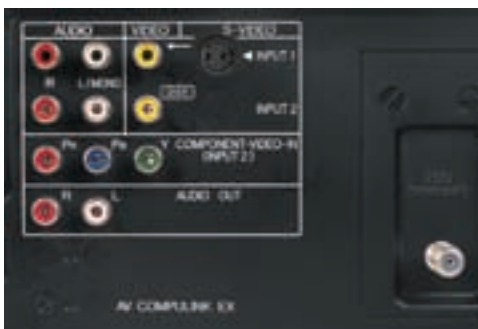 AUDIO VIDEO S-VIDEO
INPUT 1
R L/MONO
INPUT 2
PR PB Y COMPONENT-VIDEO-IN
(INPUT 2)
R L AUDIO OUT
AV COMPULINK EX